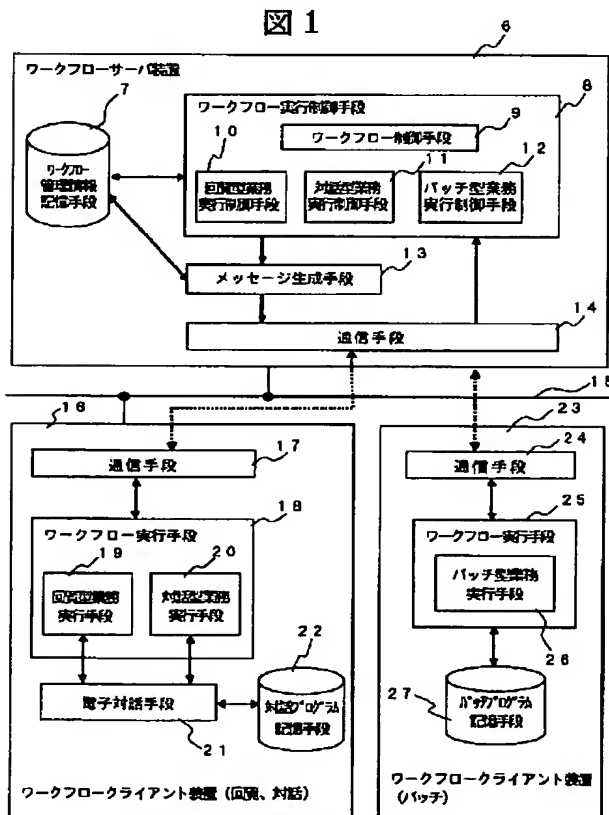 図1
6
ワークフローサーバ装置
7
8
ワークフロー実行制御手段
9
ワークフロー制御手段
10
11
12
ワークフロー
管理情報
記憶手段
回覧型業務
実行制御手段
対話型業務
実行制御手段
バッチ型業務
実行制御手段
13
メッセージ生成手段
14
通信手段
15
16
23
17
通信手段
24
通信手段
18
ワークフロー実行手段
25
ワークフロー実行手段
19
20
回覧型業務
実行手段
対話型業務
実行手段
バッチ型業務
実行手段
26
22
電子対話手段
21
対話プログラム
記憶手段
27
バッチプログラム
記憶手段
ワークフロークライアント装置(回覧、対話)
ワークフロークライアント装置
(バッチ)